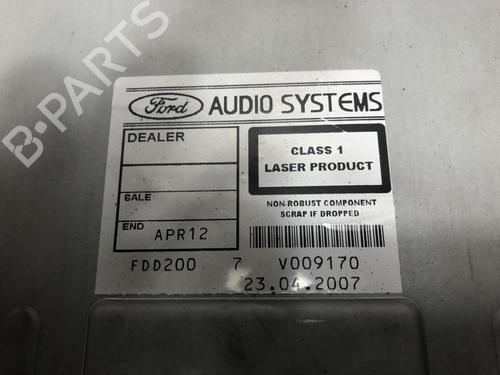 B-PARTS
Ford AUDIO SYSTEMS
DEALER
CLASS 1
LASER PRODUCT
SALE
NON-ROBUST COMPONENT
SCRAP IF DROPPED
END APR12
FDD200 7 V009170
23.04.2007